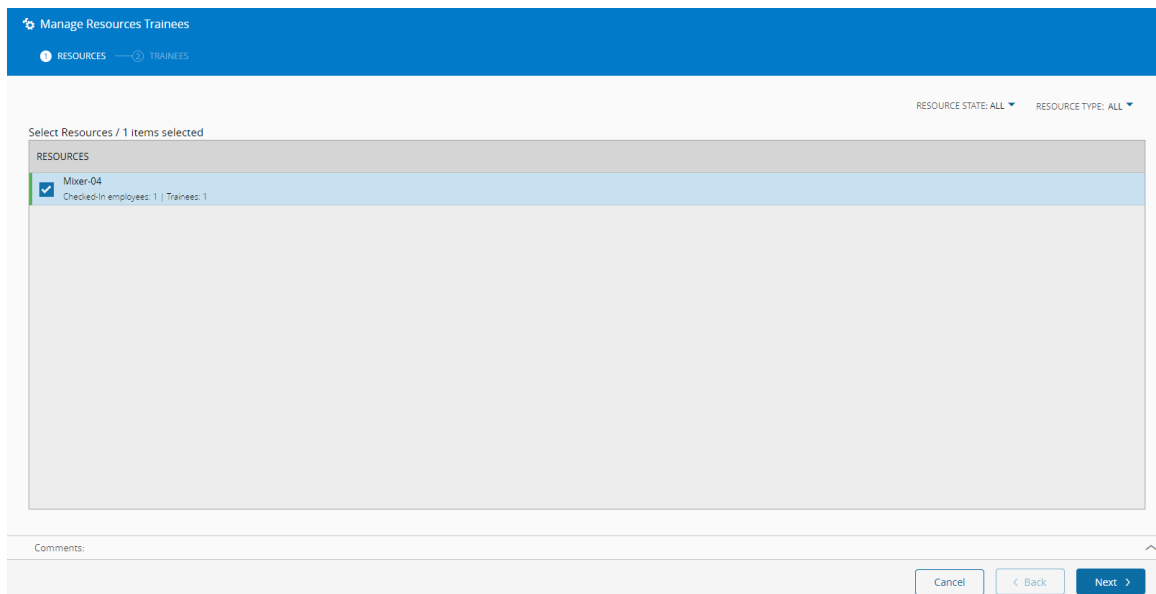 Manage Resources Trainees
1 RESOURCES 2 TRAINEES
RESOURCE STATE: ALL RESOURCE TYPE: ALL
Select Resources / 1 items selected
RESOURCES
Mixer-04
Checked-In employees: 1 | Trainees: 1
Comments:
Cancel < Back Next >